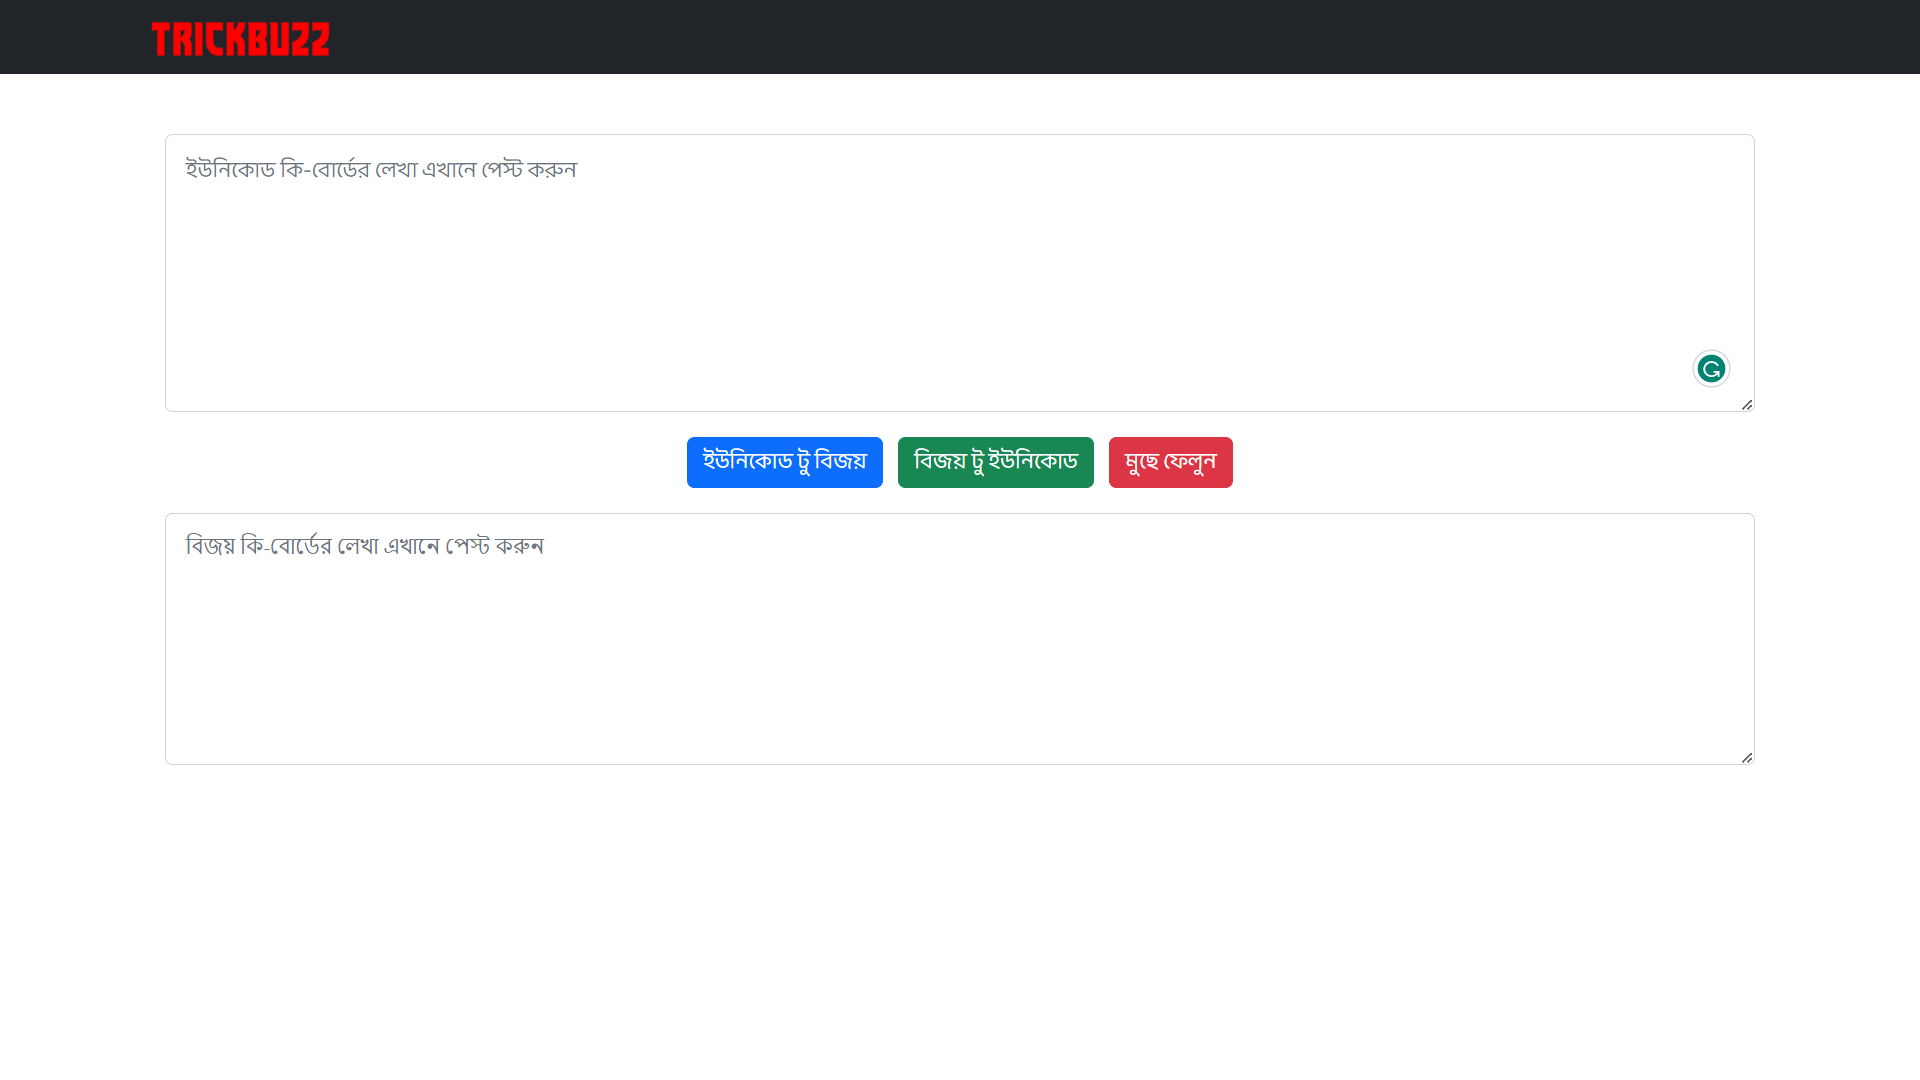 TRICKBUZZ
ইউনিকোড কি-বোর্ডের লেখা এখানে পেস্ট করুন
ইউনিকোড টু বিজয় বিজয় টু ইউনিকোড মুছে ফেলুন
বিজয় কি-বোর্ডের লেখা এখানে পেস্ট করুন